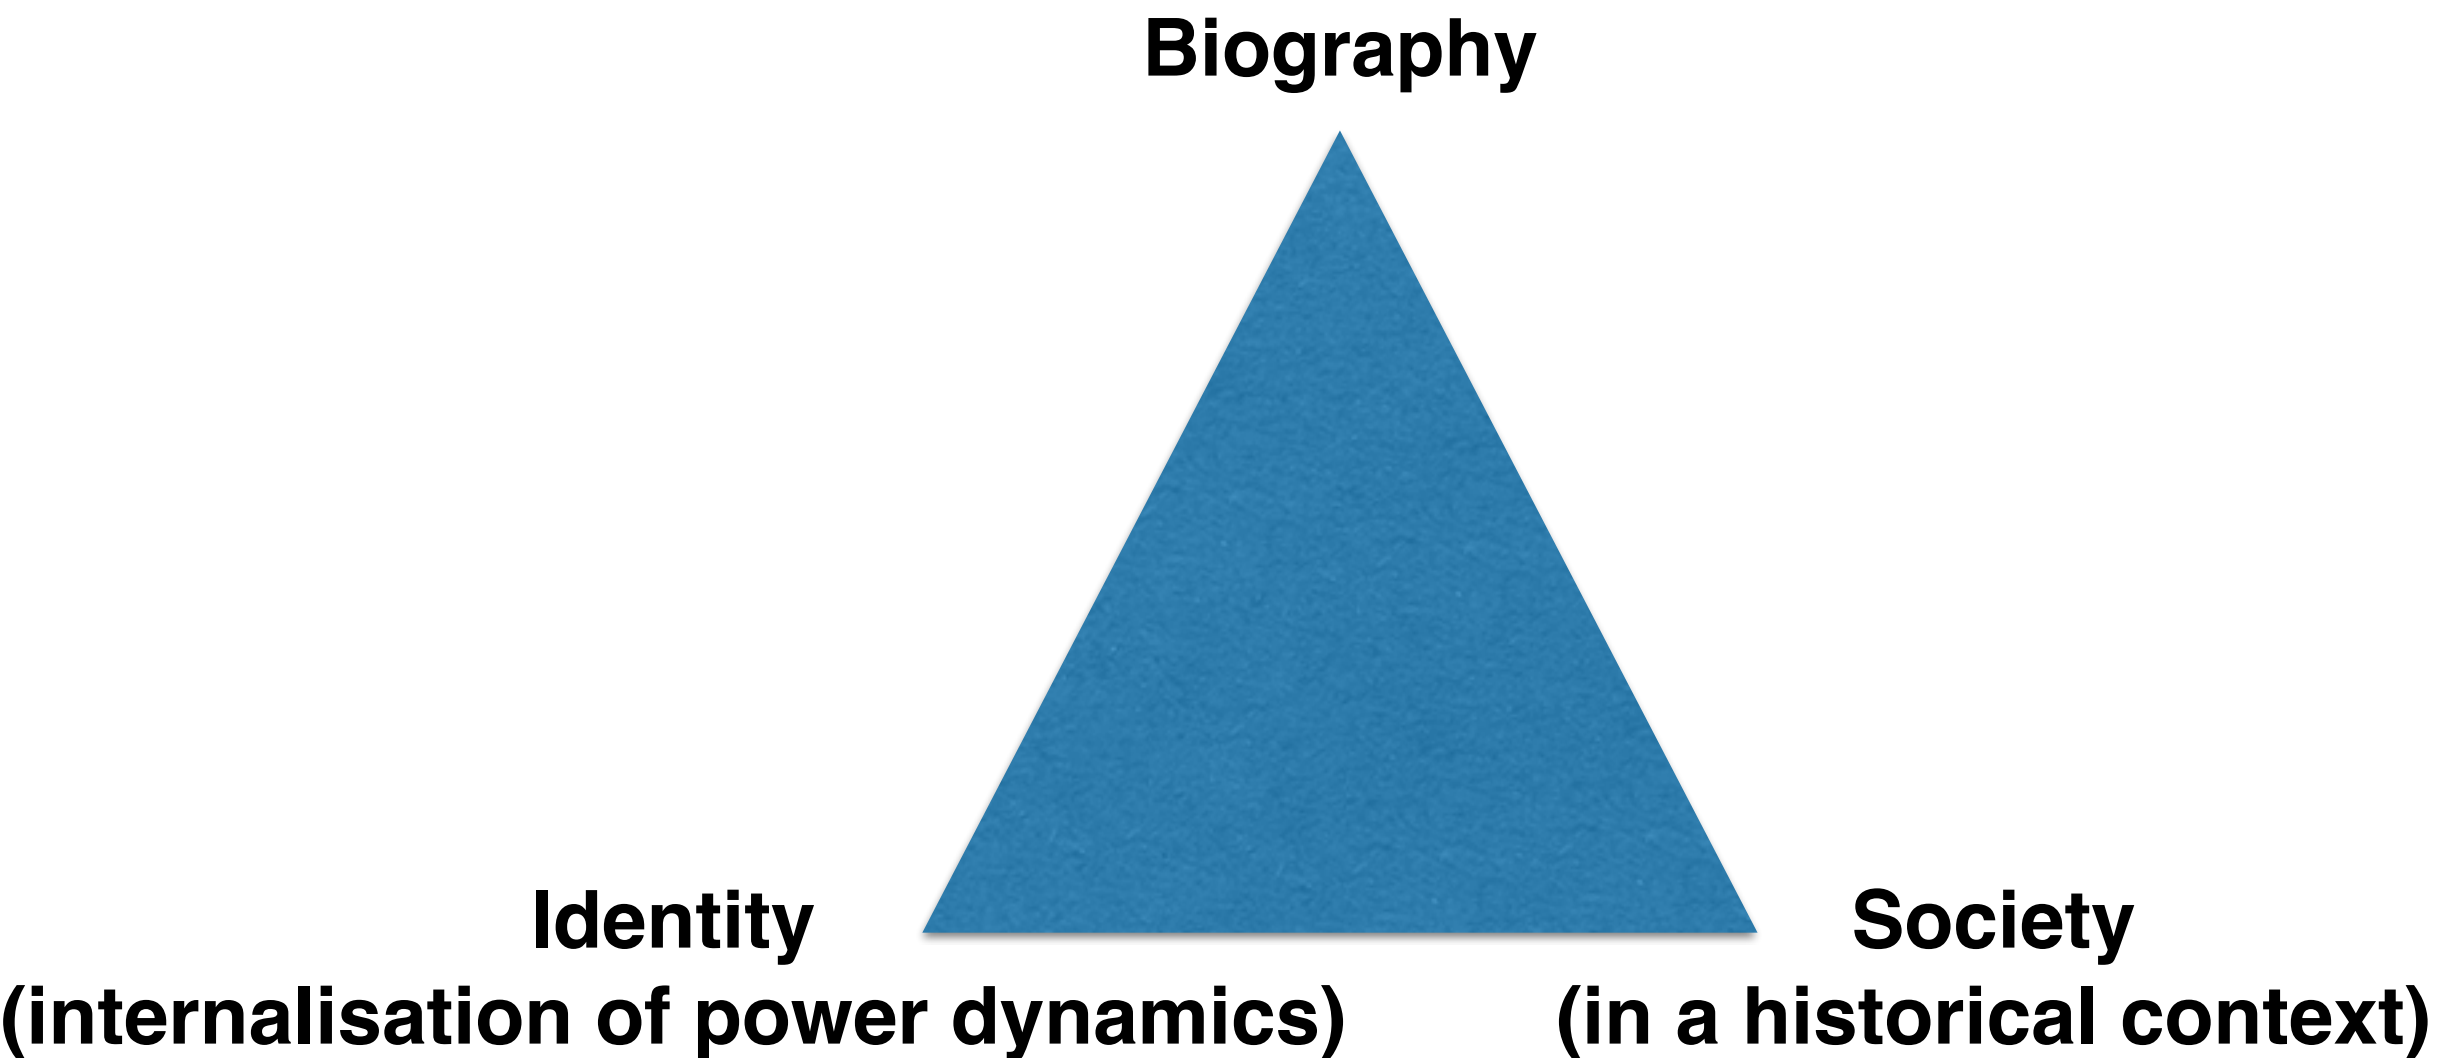 Biography
Identity
(internalisation of power dynamics)
Society
(in a historical context)